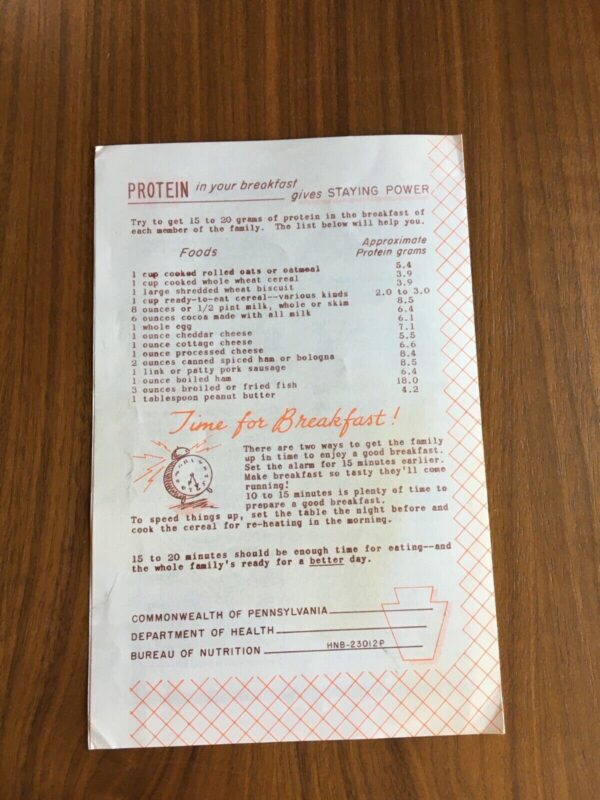 PROTEIN in your breakfast
gives STAYING POWER
Try to get 15 to 20 grams of protein in the breakfast of
each member of the family. The list below will help you.
Foods Approximate
Protein grams
1 cup cooked rolled oats or oatmeal 5.4
1 cup cooked whole wheat cereal 3.9
1 large shredded wheat biscuit 3.9
1 cup ready-to-eat cereal--various kinds 2.0 to 3.0
8 ounces or 1/2 pint milk, whole or skim 8.5
6 ounces cocoa made with all milk 6.4
1 whole egg 6.1
1 ounce cheddar cheese 7.1
1 ounce cottage cheese 5.5
1 ounce processed cheese 6.6
2 ounces canned spiced ham or bologna 8.4
1 link or patty pork sausage 8.5
1 ounce boiled ham 6.4
3 ounces broiled or fried fish 18.0
1 tablespoon peanut butter 4.2
Time for Breakfast!
There are two ways to get the family
up in time to enjoy a good breakfast.
Set the alarm for 15 minutes earlier.
Make breakfast so tasty they'll come
running!
10 to 15 minutes is plenty of time to
prepare a good breakfast.
To speed things up, set the table the night before and
cook the cereal for re-heating in the morning.
15 to 20 minutes should be enough time for eating--and
the whole family's ready for a better day.
COMMONWEALTH OF PENNSYLVANIA
DEPARTMENT OF HEALTH
BUREAU OF NUTRITION HNB-23012P